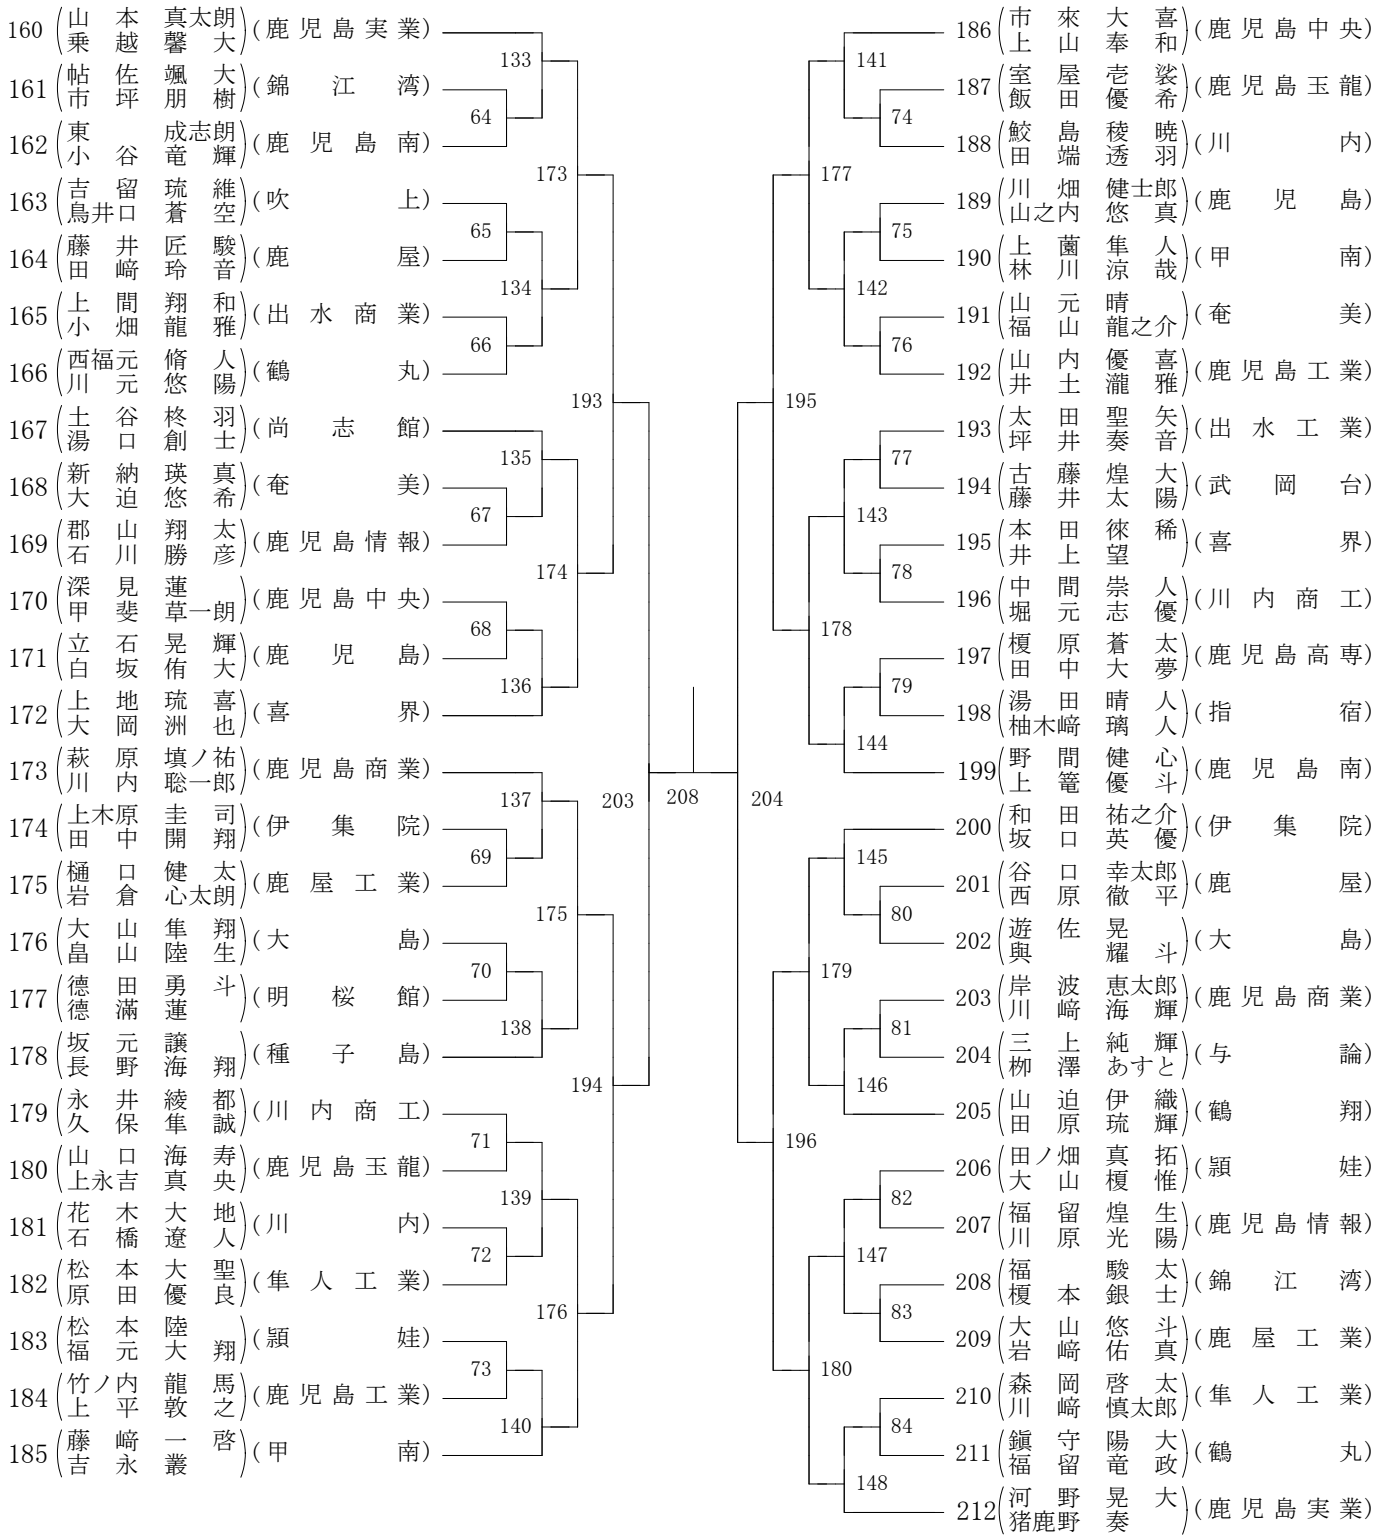 160 (山本 真太朗 (鹿児島実業)
乗越 馨大
161 (帖佐 颯大 (錦江湾)
市坪 朋樹
162 (東 成志朗 (鹿児島南)
小谷 竜輝
163 (吉留 琉維 (吹上)
鳥井口 蒼空
164 (藤井 匠駿 (鹿屋)
田﨑 玲音
165 (上間 翔和 (出水商業)
小畑 龍雅
166 (西福元 脩人 (鶴丸)
川元 悠陽
167 (土谷 柊羽 (尚志館)
湯口 創士
168 (新納 瑛真 (奄美)
大迫 悠希
169 (郡山 翔太 (鹿児島情報)
石川 勝彦
170 (深見 蓮 (鹿児島中央)
甲斐 草一朗
171 (立石 晃輝 (鹿児島)
白坂 侑大
172 (上地 琉喜 (喜界)
大岡 洲也
173 (萩原 填ノ祐 (鹿児島商業)
川内 聡一郎
174 (上木原 圭司 (伊集院)
田中 開翔
175 (樋口 健太 (鹿屋工業)
岩倉 心太朗
176 (大山 隼翔 (大島)
畠山 陸生
177 (德田 勇斗 (明桜館)
德満 蓮
178 (坂元 譲 (種子島)
長野 海翔
179 (永井 綾都 (川内商工)
久保 隼誠
180 (山口 海寿 (鹿児島玉龍)
上永吉 真央
181 (花木 大地 (川内)
石橋 遼人
182 (松本 大聖 (隼人工業)
原田 優良
183 (松本 陸 (頴娃)
福元 大翔
184 (竹ノ内 龍馬 (鹿児島工業)
上平 敦之
185 (藤﨑 一啓 (甲南)
吉永 叢
133
64
173
65
134
66
193
135
67
174
68
136
137
69
203
175
70
138
194
71
139
72
176
73
140
208
204
141
74
177
75
142
76
195
77
143
78
178
79
144
145
80
179
81
146
196
82
147
83
180
84
148
186 (市來 大喜 (鹿児島中央)
上山 奉和
187 (室屋 壱裟 (鹿児島玉龍)
飯田 優希
188 (鮫島 稜暁 (川内)
田端 透羽
189 (川畑 健士郎 (鹿児島)
山之内 悠真
190 (上薗 隼人 (甲南)
林川 涼哉
191 (山元 晴 (奄美)
福山 龍之介
192 (山内 優喜 (鹿児島工業)
井土 瀧雅
193 (太田 聖矢 (出水工業)
坪井 奏音
194 (古藤 煌大 (武岡台)
藤井 太陽
195 (本田 徠稀 (喜界)
井上 望
196 (中間 崇人 (川内商工)
堀元 志優
197 (榎原 蒼太 (鹿児島高専)
田中 大夢
198 (湯田 晴人 (指宿)
柚木﨑 璃人
199 (野間 健心 (鹿児島南)
上篭 優斗
200 (和田 祐之介 (伊集院)
坂口 英優
201 (谷口 幸太郎 (鹿屋)
西原 徹平
202 (遊佐 晃 (大島)
與 耀斗
203 (岸波 恵太郎 (鹿児島商業)
川﨑 海輝
204 (三上 純輝 (与論)
栁澤 あすと
205 (山迫 伊織 (鶴翔)
田原 琉輝
206 (田ノ畑 真拓 (頴娃)
大山 榎惟
207 (福留 煌生 (鹿児島情報)
川原 光陽
208 (福 駿太 (錦江湾)
榎本 銀士
209 (大山 悠斗 (鹿屋工業)
岩﨑 佑真
210 (森岡 啓太 (隼人工業)
川﨑 慎太郎
211 (鎭守 陽大 (鶴丸)
福留 竜政
212 (河野 晃大 (鹿児島実業)
猪鹿野 奏